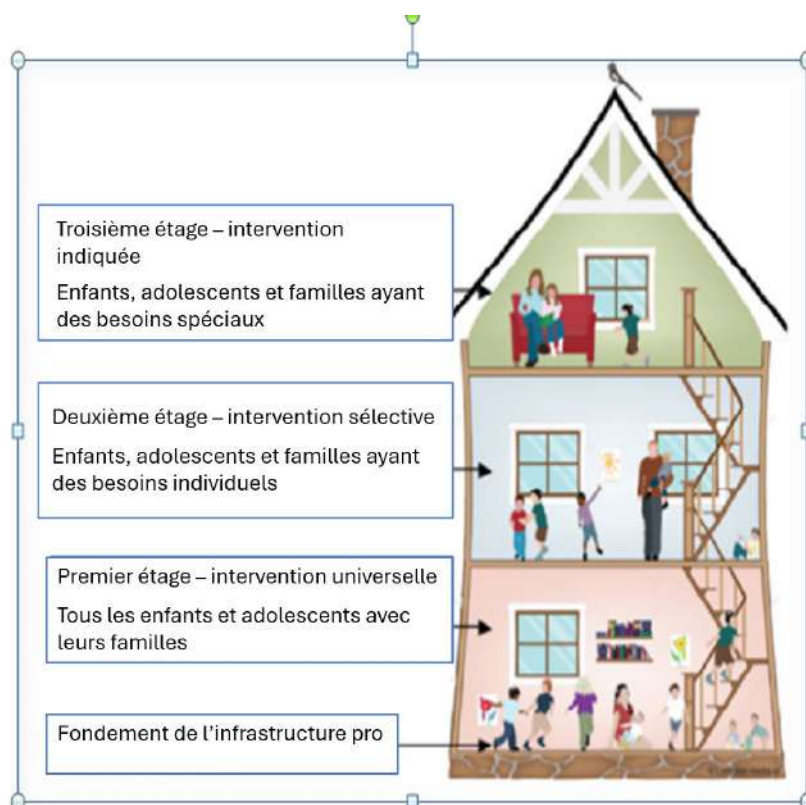 Troisième étage – intervention
indiquée
Enfants, adolescents et familles ayant
des besoins spéciaux
Deuxième étage – intervention sélective
Enfants, adolescents et familles ayant
des besoins individuels
Premier étage – intervention universelle
Tous les enfants et adolescents avec
leurs familles
Fondement de l’infrastructure pro